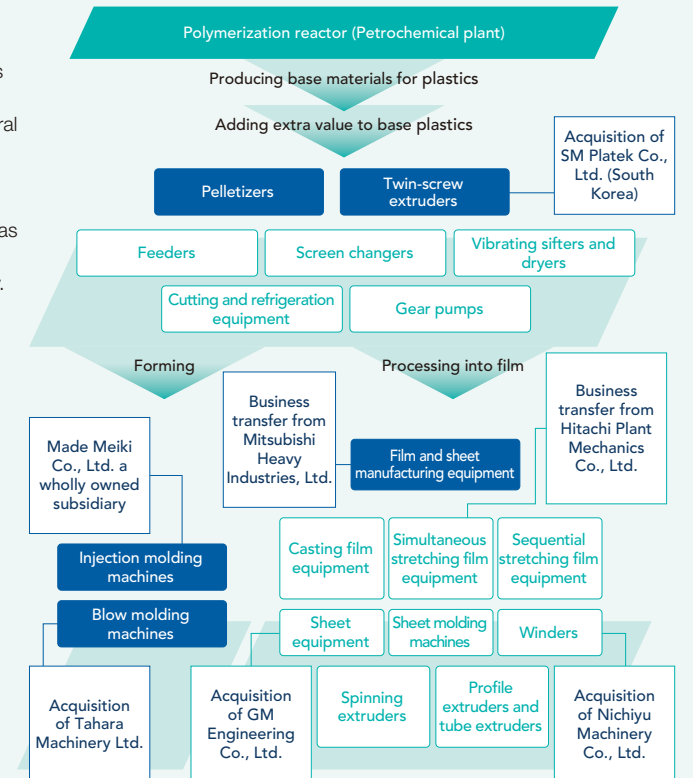 Polymerization reactor (Petrochemical plant)
Producing base materials for plastics
Adding extra value to base plastics
Acquisition of
SM Platek Co.,
Ltd. (South
Korea)
Pelletizers
Twin-screw
extruders
Feeders
Screen changers
Vibrating sifters and
dryers
Cutting and refrigeration
equipment
Gear pumps
Forming
Processing into film
Made Meiki
Co., Ltd. a
wholly owned
subsidiary
Business
transfer from
Mitsubishi
Heavy
Industries, Ltd.
Film and sheet
manufacturing equipment
Business
transfer from
Hitachi Plant
Mechanics
Co., Ltd.
Injection molding
machines
Blow molding
machines
Casting film
equipment
Simultaneous
stretching film
equipment
Sequential
stretching film
equipment
Sheet
equipment
Sheet molding
machines
Winders
Acquisition
of Tahara
Machinery Ltd.
Acquisition
of GM
Engineering
Co., Ltd.
Spinning
extruders
Profile
extruders and
tube extruders
Acquisition
of Nichiyu
Machinery
Co., Ltd.